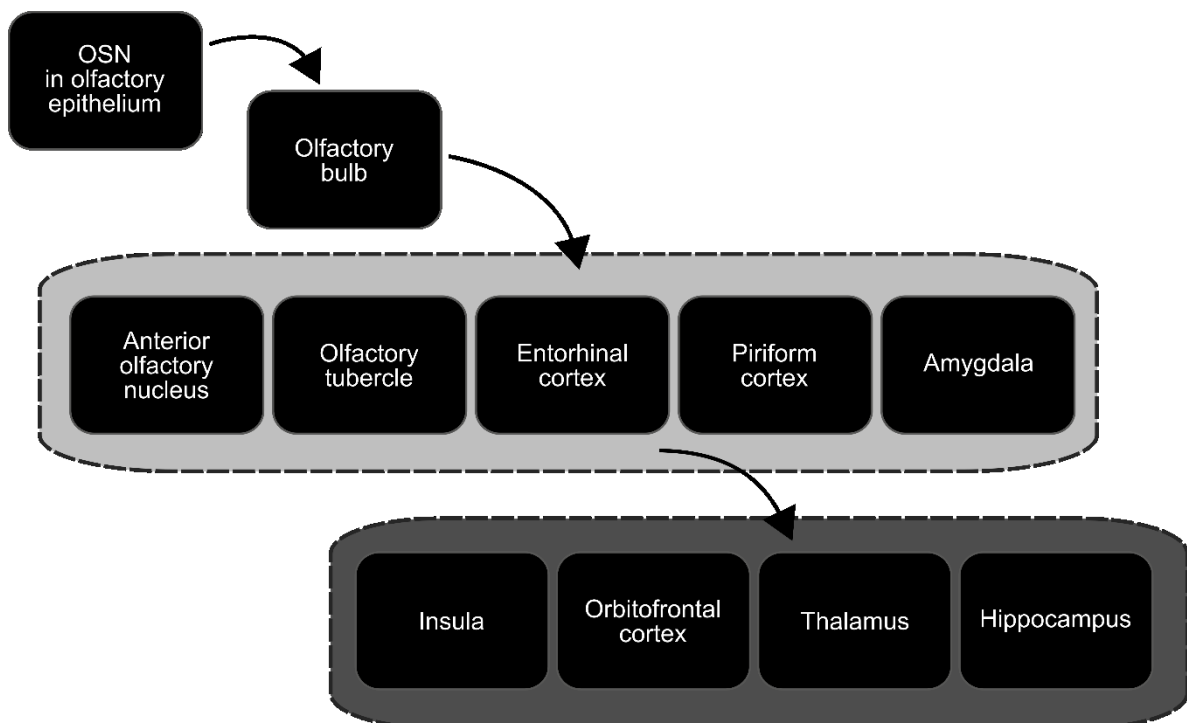 OSN
in olfactory
epithelium
Olfactory
bulb
Anterior
olfactory
nucleus
Olfactory
tubercle
Entorhinal
cortex
Piriform
cortex
Amygdala
Insula
Orbitofrontal
cortex
Thalamus
Hippocampus